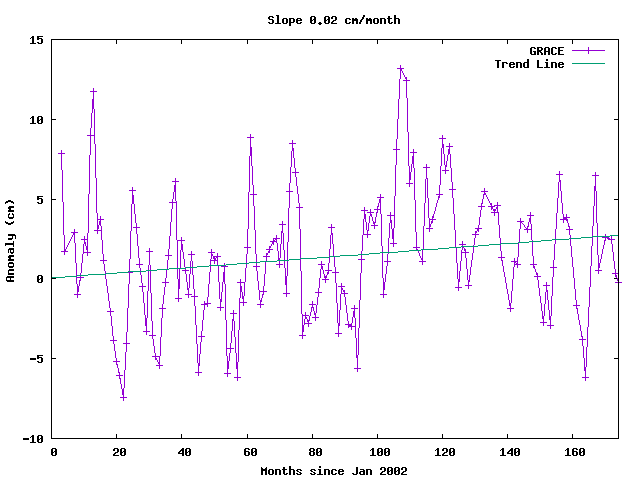 Slope 0.02 cm/month
15
GRACE
Trend Line
10
5
0
-5
-10
Anomaly (cm)
0 20 40 60 80 100 120 140 160
Months since Jan 2002